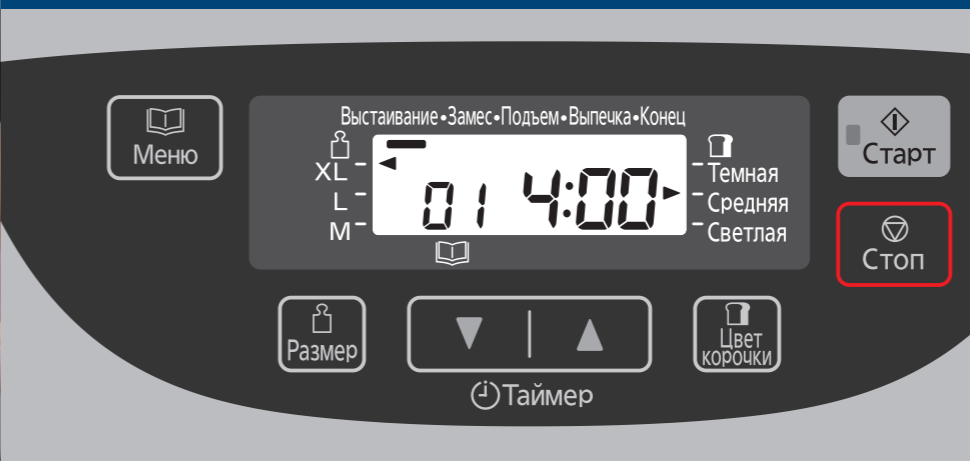 Выстаивание•Замес•Подъем•Выпечка•Конец
Меню
XL
L
M
01 4:00
Темная
Средняя
Светлая
Старт
Стоп
Размер
Цвет
корочки
Таймер